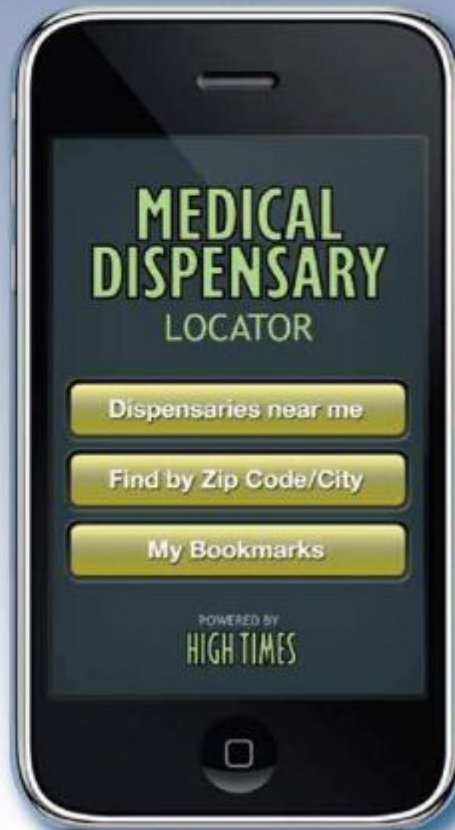 MEDICAL
DISPENSARY
LOCATOR
Dispensaries near me
Find by Zip Code/City
My Bookmarks
POWERED BY
HIGH TIMES